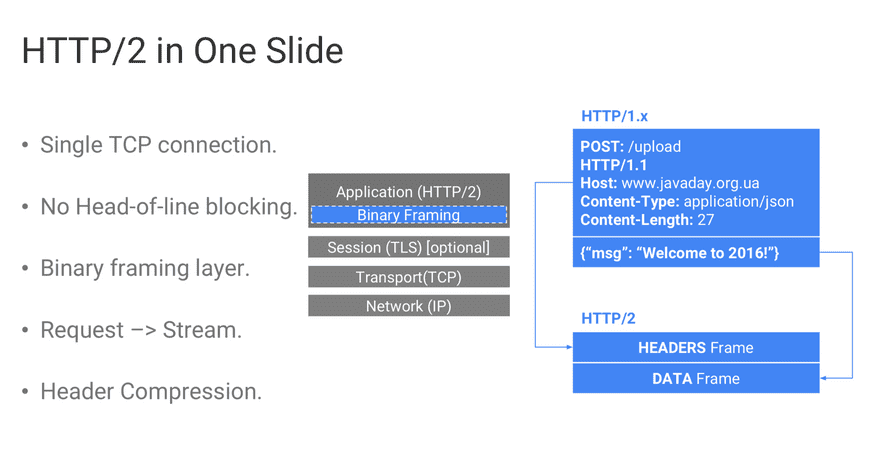 HTTP/2 in One Slide
• Single TCP connection.
• No Head-of-line blocking.
• Binary framing layer.
• Request –> Stream.
• Header Compression.
Application (HTTP/2)
Binary Framing
Session (TLS) [optional]
Transport(TCP)
Network (IP)
HTTP/1.x
POST: /upload
HTTP/1.1
Host: www.javaday.org.ua
Content-Type: application/json
Content-Length: 27
{“msg”: “Welcome to 2016!”}
HTTP/2
HEADERS Frame
DATA Frame